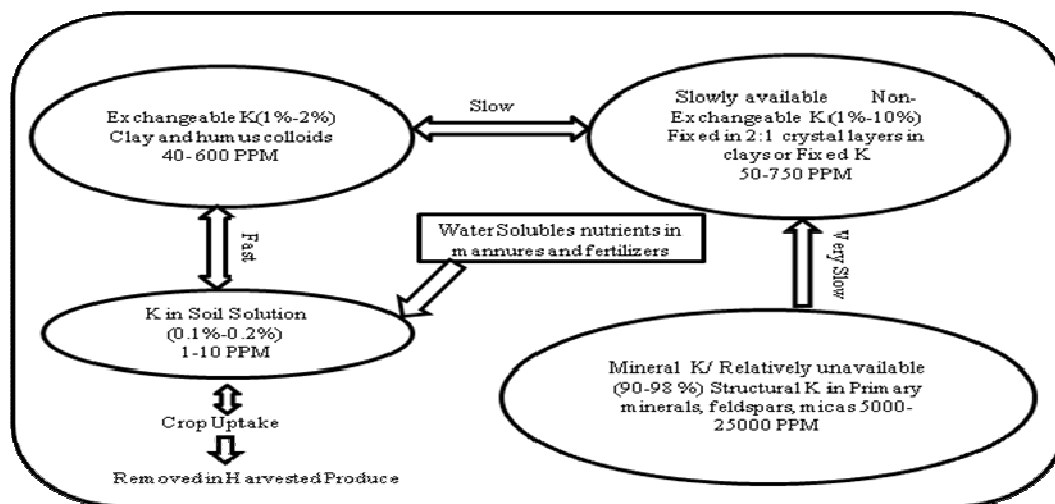 Exchangeable K(1%-2%)
Clay and humus colloids
40-600 PPM
Slow
Slowly available Non-
Exchangeable K(1%-10%)
Fixed in 2:1 crystal layers in
clays or Fixed K
50-750 PPM
Fast
Water Solubles nutrients in
mannures and fertilizers
Very Slow
K in Soil Solution
(0.1%-0.2%)
1-10 PPM
Mineral K/ Relatively unavailable
(90-98 %) Structural K in Primary
minerals, feldspars, micas 5000-
25000 PPM
Crop Uptake
Removed in Harvested Produce